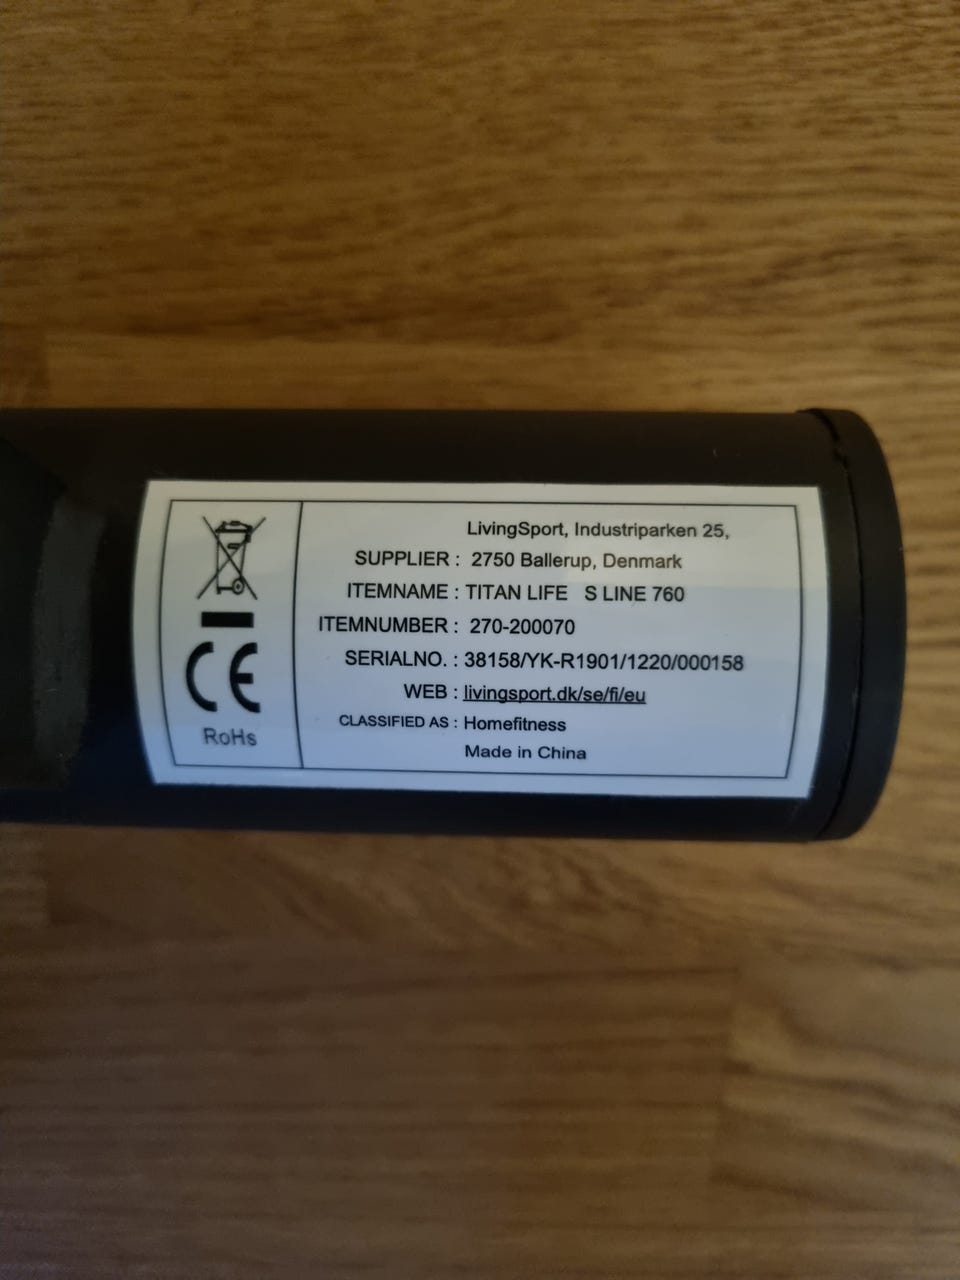 LivingSport, Industriparken 25,
SUPPLIER : 2750 Ballerup, Denmark
ITEMNAME : TITAN LIFE S LINE 760
ITEMNUMBER : 270-200070
SERIALNO. : 38158/YK-R1901/1220/000158
WEB : livingsport.dk/se/fi/eu
CLASSIFIED AS : Homefitness
Made in China
CE
RoHs